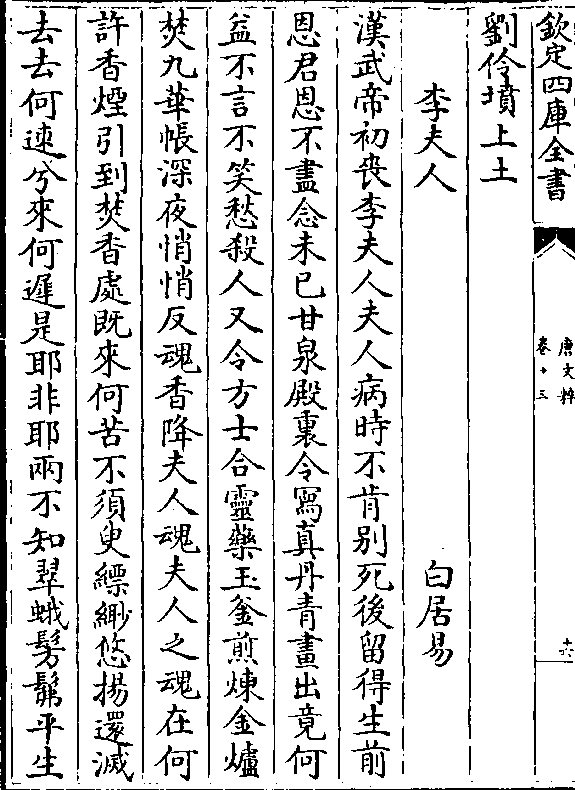 欽定四庫全書
唐文粹
卷十三
十六
劉伶墳上土
李夫人 白居易
漢武帝初喪李夫人夫人病時不肯别死後留得生前
恩君恩不盡念未已甘泉殿裏令寫真丹青畫出竟何
益不言不笑愁殺人又令方士合靈藥玉釜煎煉金爐
焚九華帳深夜悄悄反魂香降夫人魂夫人之魂在何
許香煙引到焚香處既來何苦不須臾縹緲悠揚還滅
去去何速兮來何遲是耶非耶兩不知翠蛾髣髴平生